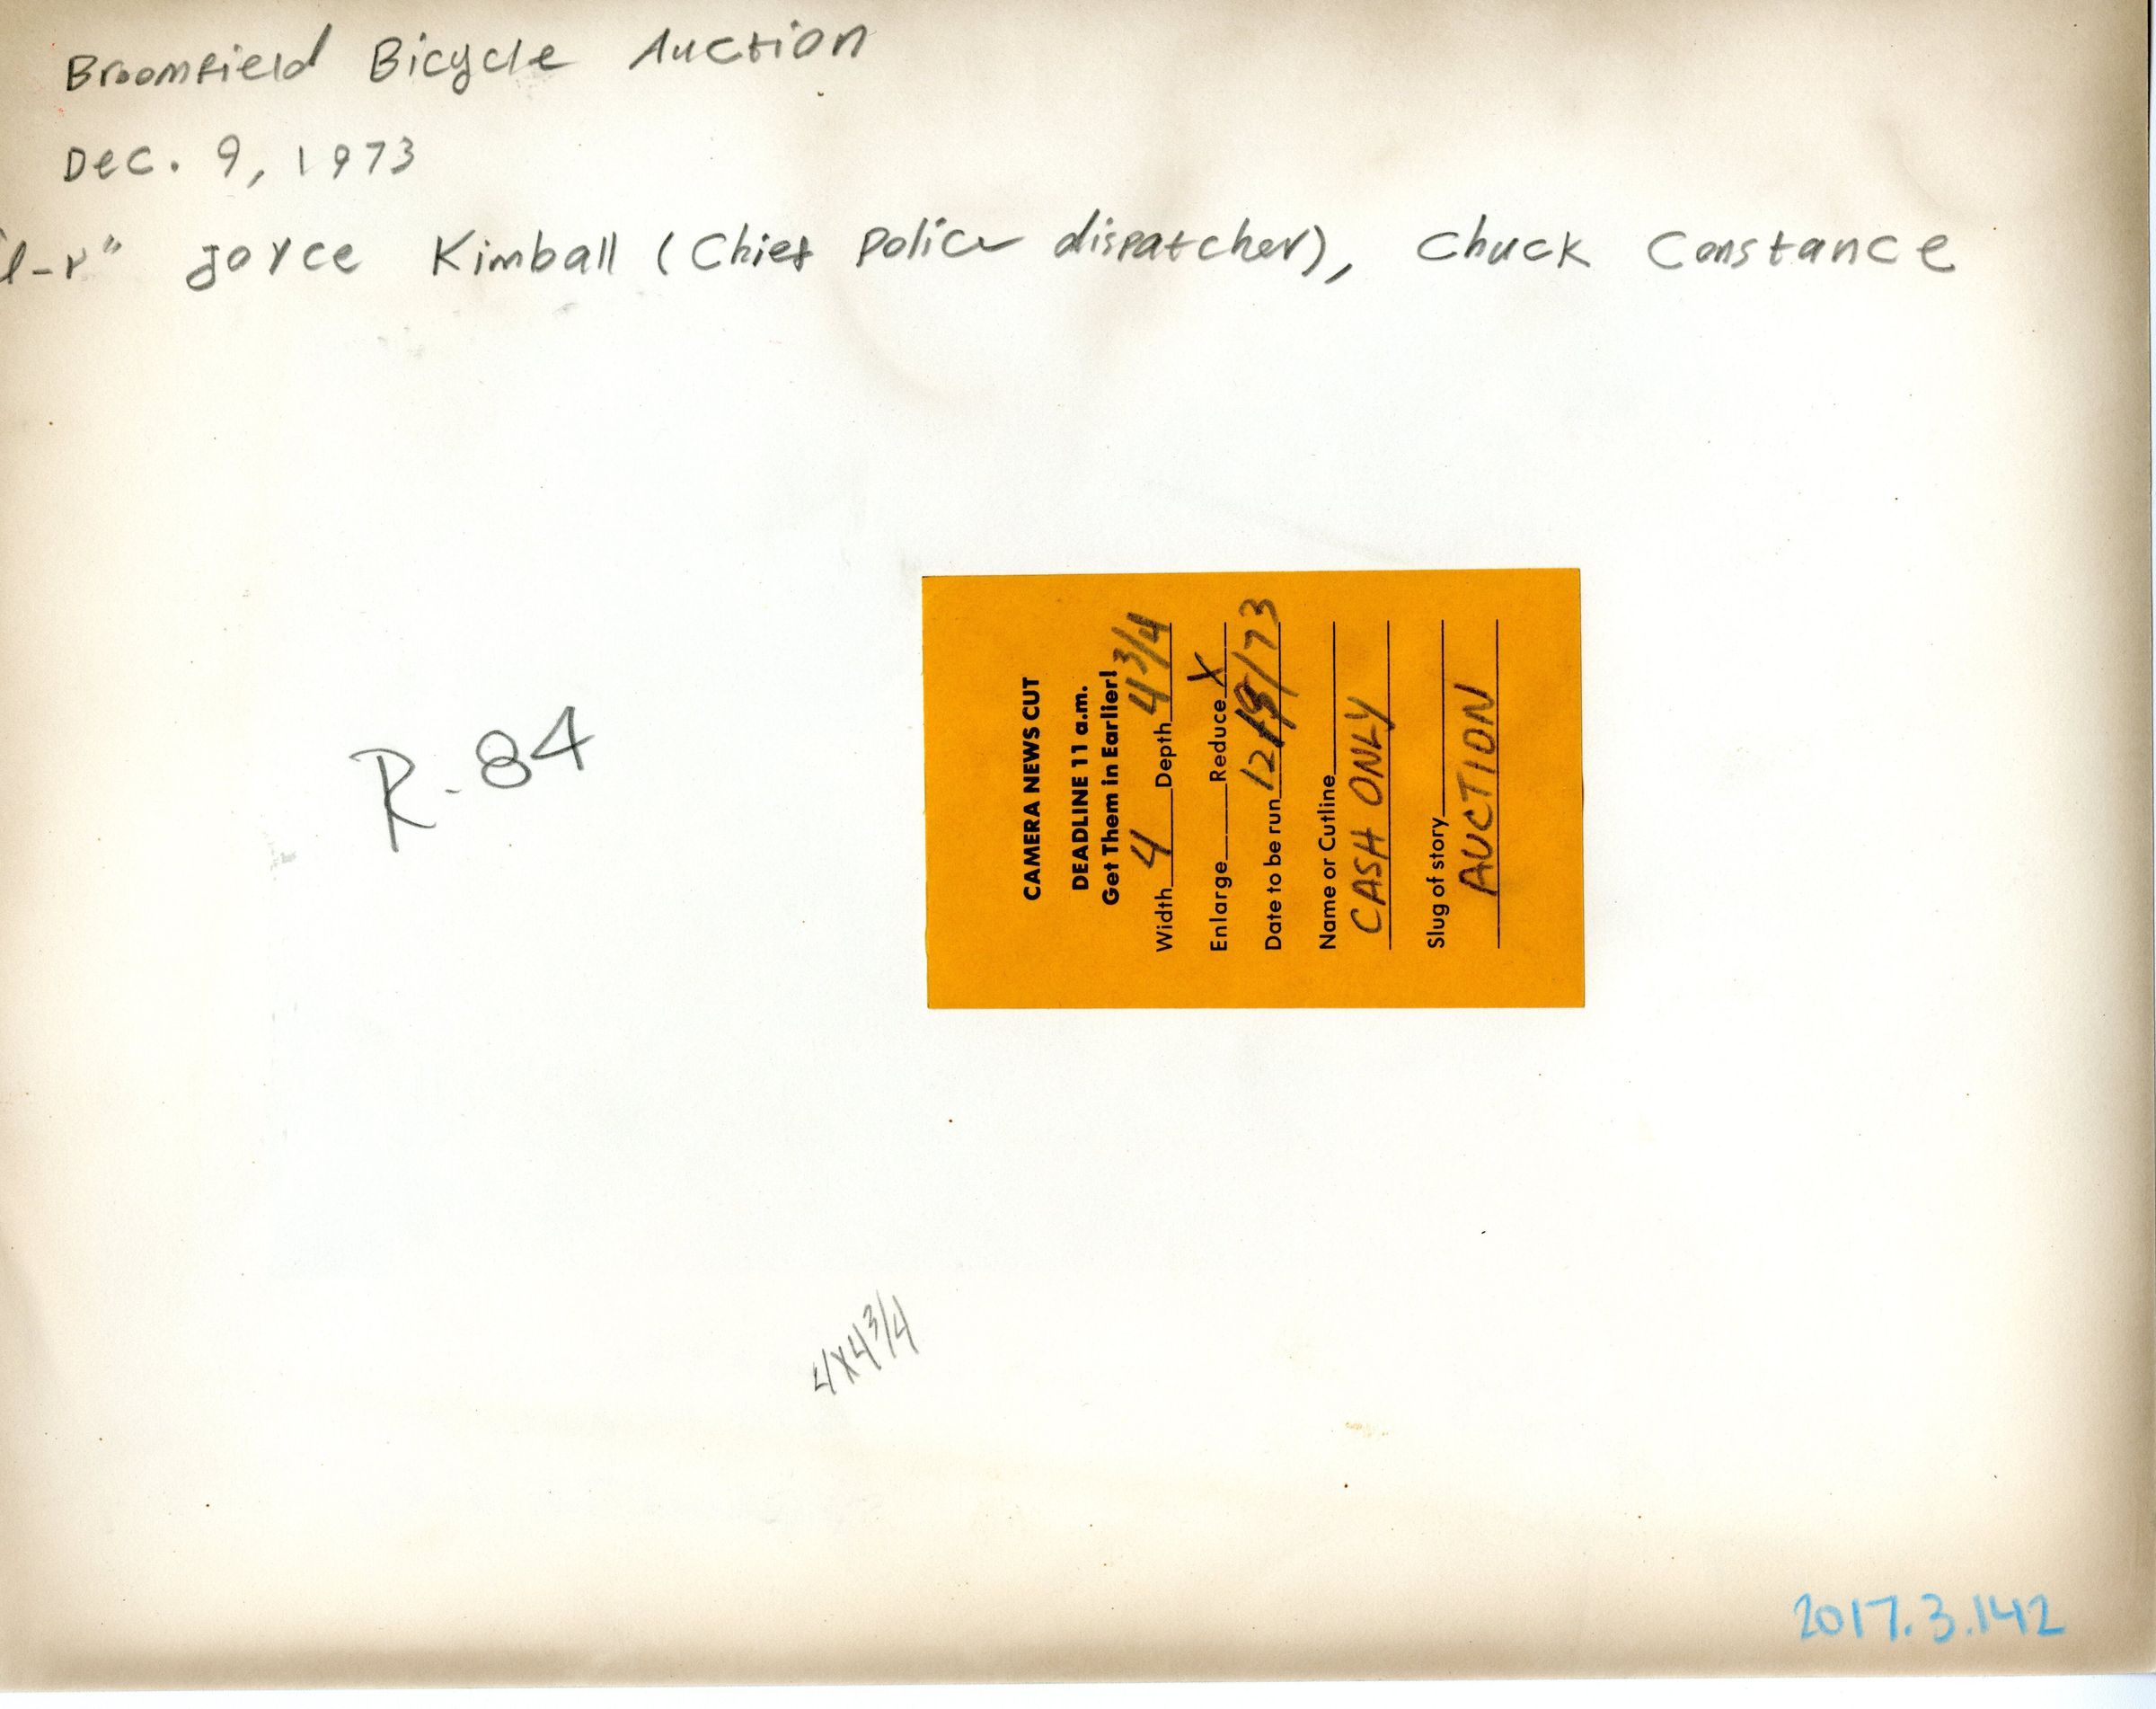 Broomfield Bicycle Auction
Dec. 9, 1973
"l-r" Joyce Kimball (Chief Police dispatcher), Chuck Constance
R-84
CAMERA NEWS CUT
DEADLINE 11 a.m.
Get Them in Earlier!
Width 4 Depth 4 3/4
Enlarge Reduce X
Date to be run 12/ /73
Name or Cutline
CASH ONLY
Slug of story
AUCTION
4x4 3/4
2017.3.142